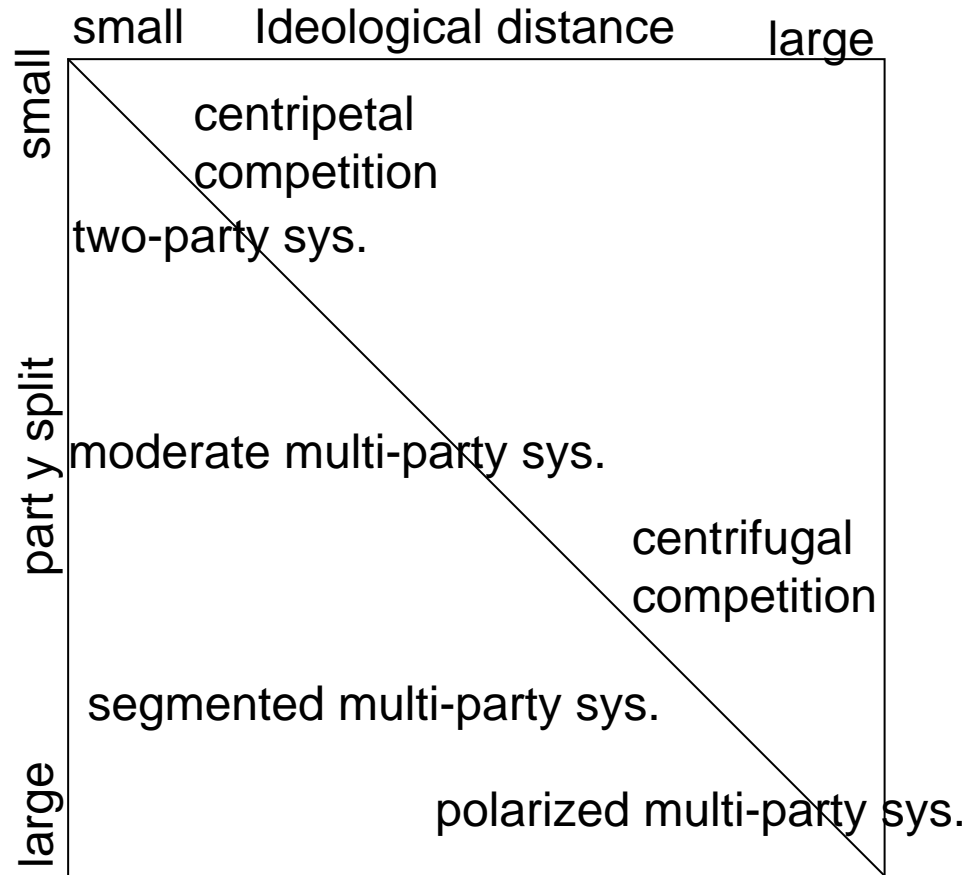 small Ideological distance large
small
centripetal
competition
two-party sys.
part y split
moderate multi-party sys.
centrifugal
competition
segmented multi-party sys.
large
polarized multi-party sys.